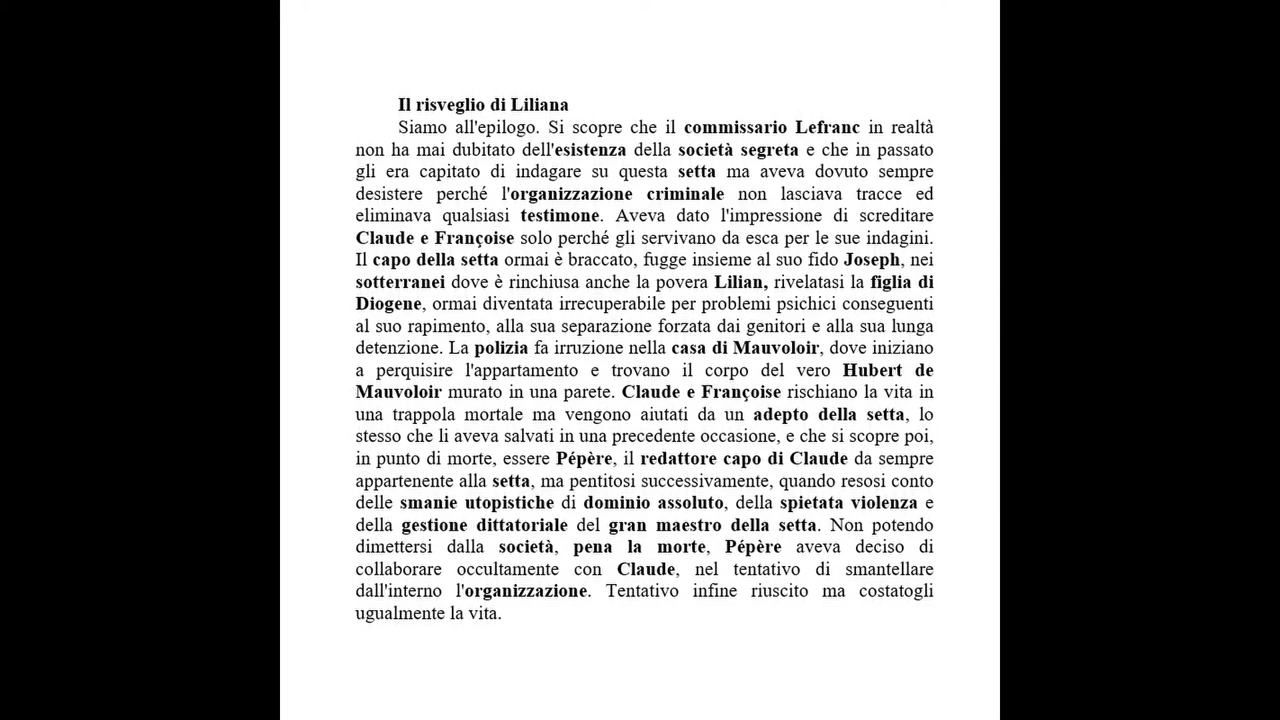 Il risveglio di Liliana
Siamo all'epilogo. Si scopre che il commissario Lefranc in realtà
non ha mai dubitato dell'esistenza della società segreta e che in passato
gli era capitato di indagare su questa setta ma aveva dovuto sempre
desistere perché l'organizzazione criminale non lasciava tracce ed
eliminava qualsiasi testimone. Aveva dato l'impressione di screditare
Claude e Françoise solo perché gli servivano da esca per le sue indagini.
Il capo della setta ormai è braccato, fugge insieme al suo fido Joseph, nei
sotterranei dove è rinchiusa anche la povera Lilian, rivelatasi la figlia di
Diogene, ormai diventata irrecuperabile per problemi psichici conseguenti
al suo rapimento, alla sua separazione forzata dai genitori e alla sua lunga
detenzione. La polizia fa irruzione nella casa di Mauvoloir, dove iniziano
a perquisire l'appartamento e trovano il corpo del vero Hubert de
Mauvoloir murato in una parete. Claude e Françoise rischiano la vita in
una trappola mortale ma vengono aiutati da un adepto della setta, lo
stesso che li aveva salvati in una precedente occasione, e che si scopre poi,
in punto di morte, essere Pépère, il redattore capo di Claude da sempre
appartenente alla setta, ma pentitosi successivamente, quando resosi conto
delle smanie utopistiche di dominio assoluto, della spietata violenza e
della gestione dittatoriale del gran maestro della setta. Non potendo
dimettersi dalla società, pena la morte, Pépère aveva deciso di
collaborare occultamente con Claude, nel tentativo di smantellare
dall'interno l'organizzazione. Tentativo infine riuscito ma costatogli
ugualmente la vita.